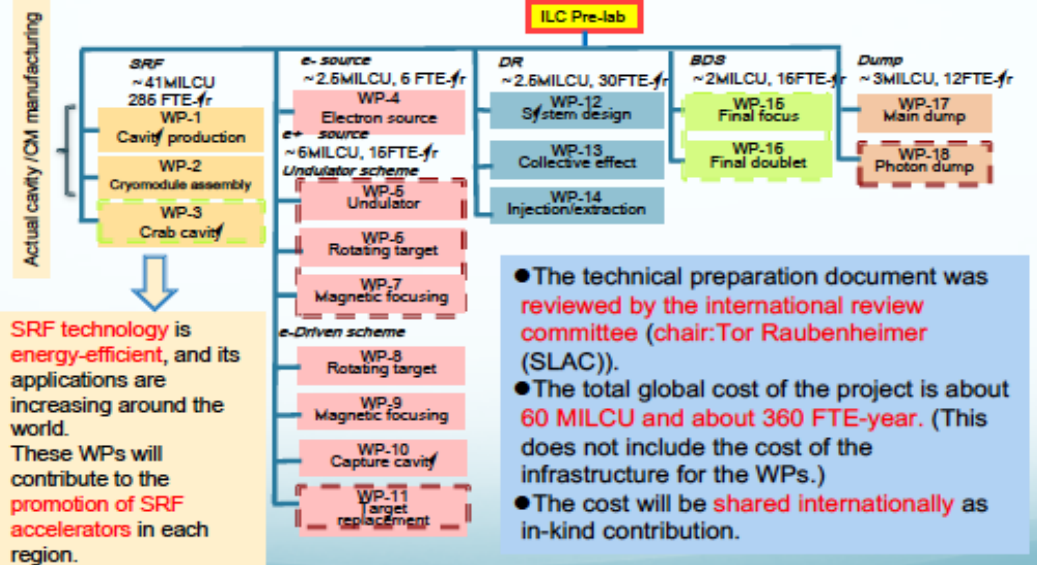 ILC Pre-lab
Actual cavity /CM manufacturing
SRF
~41MILCU
285 FTE-yr
WP-1
Cavity production
WP-2
Cryomodule assembly
WP-3
Crab cavity
e- source
~2.5MILCU, 6 FTE-yr
WP-4
Electron source
e+ source
~6MILCU, 15FTE-yr
Undulator scheme
WP-5
Undulator
WP-6
Rotating target
WP-7
Magnetic focusing
e-Driven scheme
WP-8
Rotating target
WP-9
Magnetic focusing
WP-10
Capture cavity
WP-11
Target
replacement
DR
~2.5MILCU, 30FTE-yr
WP-12
System design
WP-13
Collective effect
WP-14
Injection/extraction
BDS
~2MILCU, 16FTE-yr
WP-15
Final focus
WP-16
Final doublet
Dump
~3MILCU, 12FTE-yr
WP-17
Main dump
WP-18
Photon dump
SRF technology is
energy-efficient, and its
applications are
increasing around the
world.
These WPs will
contribute to the
promotion of SRF
accelerators in each
region.
●The technical preparation document was
reviewed by the international review
committee (chair:Tor Raubenheimer
(SLAC)).
●The total global cost of the project is about
60 MILCU and about 360 FTE-year. (This
does not include the cost of the
infrastructure for the WPs.)
●The cost will be shared internationally as
in-kind contribution.